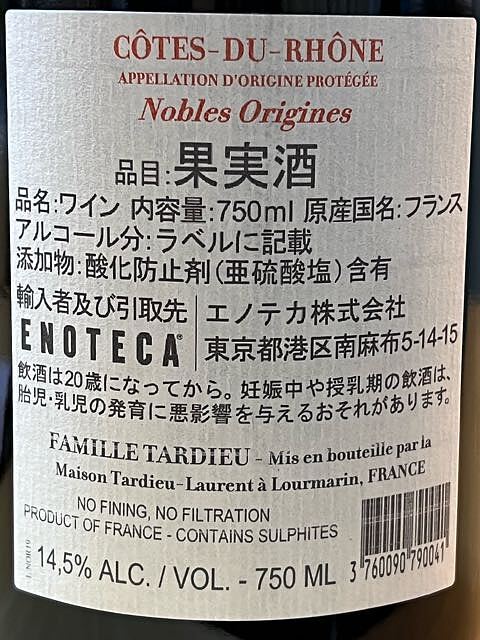 CÔTES-DU-RHÔNE
APPELLATION D'ORIGINE PROTÉGÉE
Nobles Origines
品目:果実酒
品名:ワイン 内容量:750ml 原産国名:フランス
アルコール分:ラベルに記載
添加物:酸化防止剤(亜硫酸塩)含有
輸入者及び引取先
ENOTECA®
エノテカ株式会社
東京都港区南麻布5-14-15
飲酒は20歳になってから。妊娠中や授乳期の飲酒は、
胎児・乳児の発育に悪影響を与えるおそれがあります。
FAMILLE TARDIEU - Mis en bouteille par la
Maison Tardieu-Laurent à Lourmarin, FRANCE
NO FINING, NO FILTRATION
PRODUCT OF FRANCE - CONTAINS SULPHITES
14,5% ALC. / VOL. - 750 ML
3 760090 790041